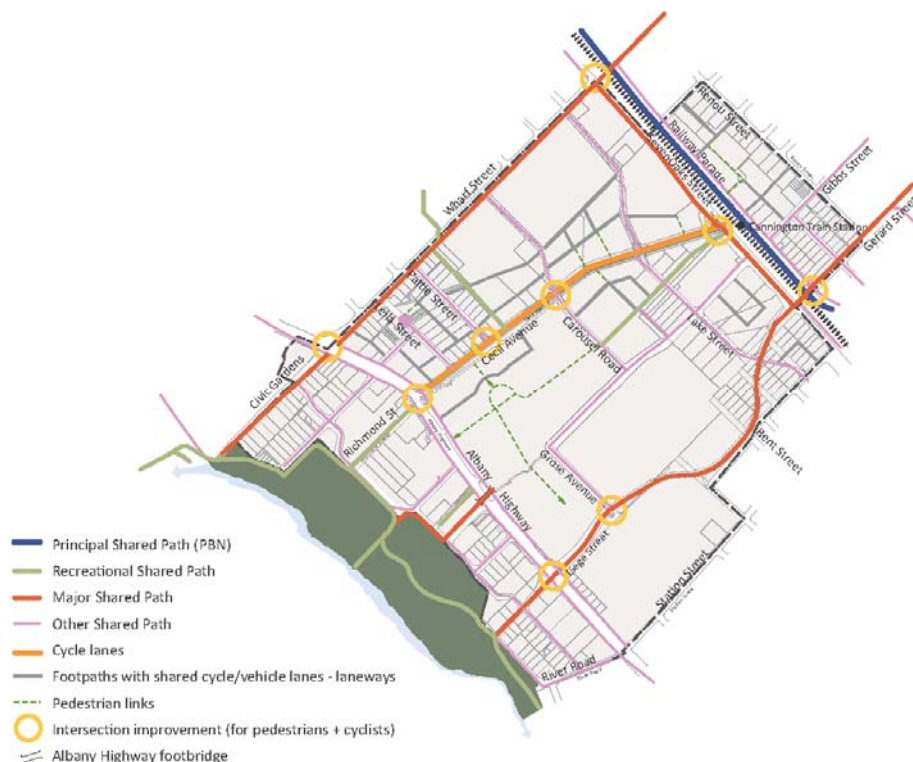 Renou Street
Railway Parade
Sevenoaks Street
Gibbs Street
Wharf Street
Gerard Street
Cannington Train Station
Pattie Street
Leila Street
Cecil Avenue
Carousel Road
Lake Street
Civic Gardens
Richmond St.
Bent Street
Albany
Highway
Grose Avenue
Liege Street
Station Street
River Road
Principal Shared Path (PBN)
Recreational Shared Path
Major Shared Path
Other Shared Path
Cycle lanes
Footpaths with shared cycle/vehicle lanes - laneways
Pedestrian links
Intersection improvement (for pedestrians + cyclists)
Albany Highway footbridge